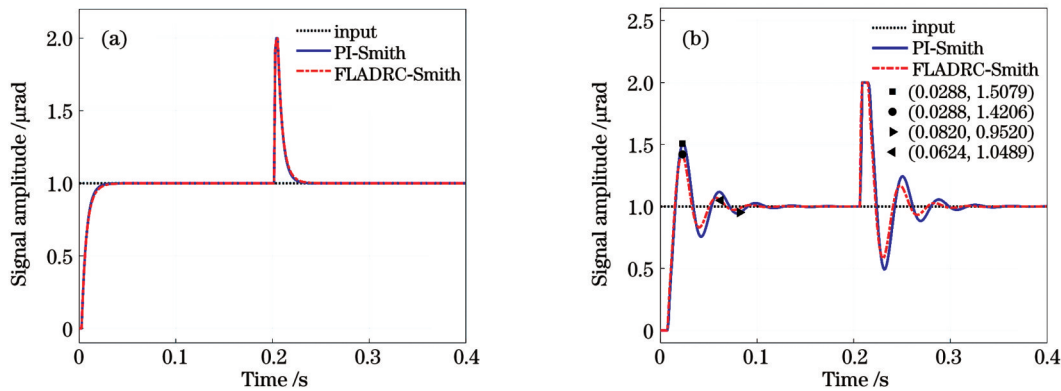 (a)
input
PI-Smith
FLADRC-Smith
2.0
1.5
1.0
0.5
0
Signal amplitude /μrad
0
0.1
0.2
0.3
0.4
Time /s
(b)
input
PI-Smith
FLADRC-Smith
(0.0288, 1.5079)
(0.0288, 1.4206)
(0.0820, 0.9520)
(0.0624, 1.0489)
2.5
2.0
1.5
1.0
1.5
0
Signal amplitude /μrad
0
0.1
0.2
0.3
0.4
Time /s